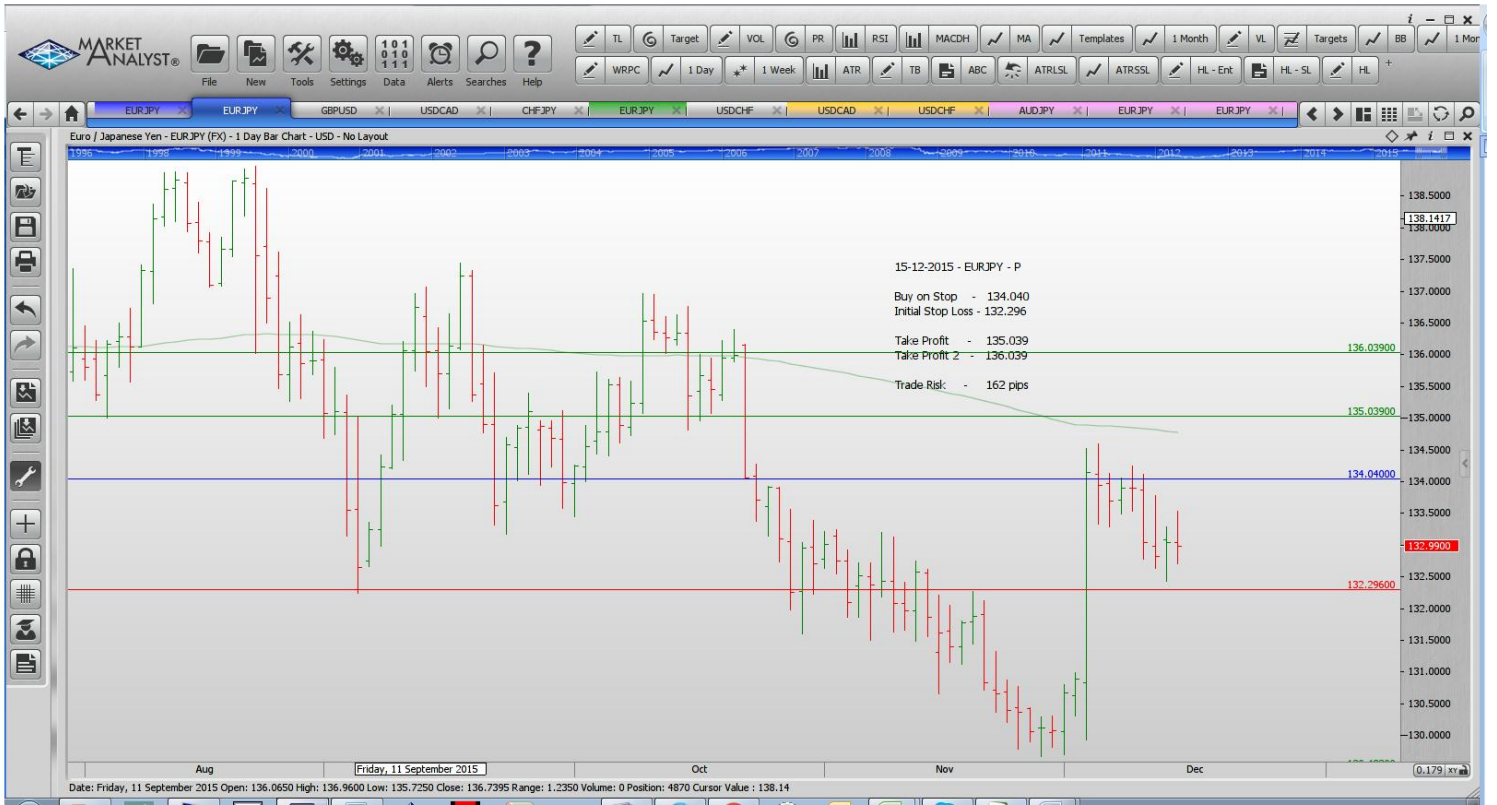 i
MARKET
ANALYST®
File New Tools Settings Data Alerts Searches Help
101
010
111
TL Target VOL PR RSI MACDH MA Templates 1 Month VL Targets BB 1 Mor
WRPC 1 Day 1 Week ATR TB ABC ATRLSL ATRSSL HL - Ent HL - SL HL +
EURJPY EURJPY GBPUSD USDCAD CHFJPY EURJPY USDCHF USDCAD USDCHF AUDJPY EURJPY EURJPY
Euro / Japanese Yen - EURJPY (FX) - 1 Day Bar Chart - USD - No Layout
1996 1998 1999 2000 2001 2002 2003 2004 2005 2006 2007 2008 2009 2010 2011 2012 2013 2014 2015
138.5000
138.1417
138.0000
15-12-2015 - EURJPY - P
137.5000
Buy on Stop - 134.040
137.0000
Initial Stop Loss - 132.296
136.5000
Take Profit - 135.039
136.03900
Take Profit 2 - 136.039
136.0000
Trade Risk - 162 pips
135.5000
135.03900
135.0000
134.5000
134.04000
134.0000
133.5000
132.9900
132.5000
132.29600
132.0000
131.5000
131.0000
130.5000
130.0000
Aug Friday, 11 September 2015 Oct Nov Dec
0.179 XY
Date: Friday, 11 September 2015 Open: 136.0650 High: 136.9600 Low: 135.7250 Close: 136.7395 Range: 1.2350 Volume: 0 Position: 4870 Cursor Value : 138.14